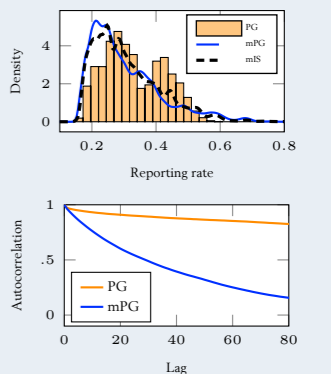 Density
4
2
0
PG
mPG
mIS
0.2 0.4 0.6 0.8
Reporting rate
Autocorrelation
1
.5
0
PG
mPG
0 20 40 60 80
Lag